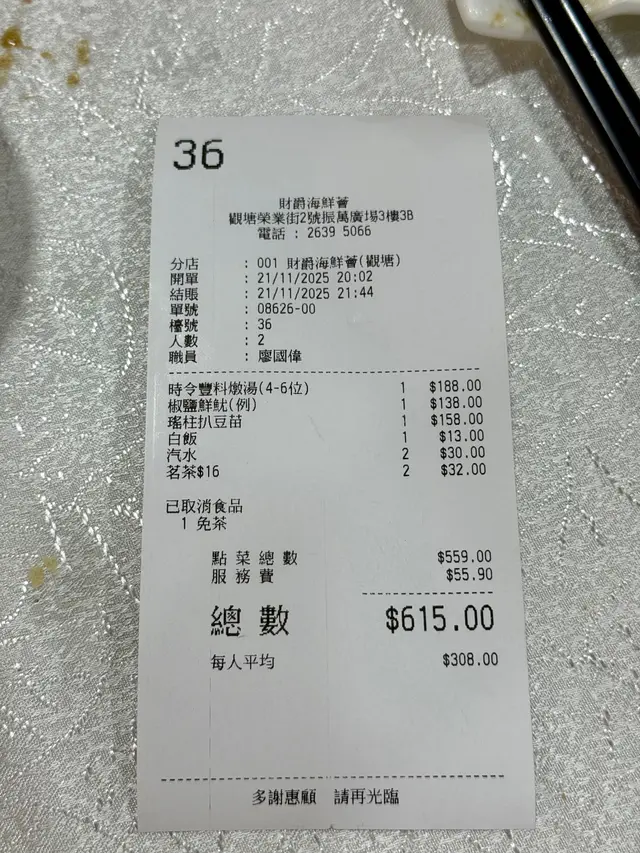 36
財爵海鮮薈
觀塘榮業街2號振萬廣場3樓3B
電話 : 2639 5066
分店 : 001 財爵海鮮薈(觀塘)
開單 : 21/11/2025 20:02
結賬 : 21/11/2025 21:44
單號 : 08626-00
檯號 : 36
人數 : 2
職員 : 廖國偉
時令豐料燉湯(4-6位) 1 $188.00
椒鹽鮮魷(例) 1 $138.00
瑤柱扒豆苗 1 $158.00
白飯 1 $13.00
汽水 2 $30.00
茗茶$16 2 $32.00
已取消食品
1 免茶
點菜總數 $559.00
服務費 $55.90
總數 $615.00
每人平均 $308.00
多謝惠顧 請再光臨